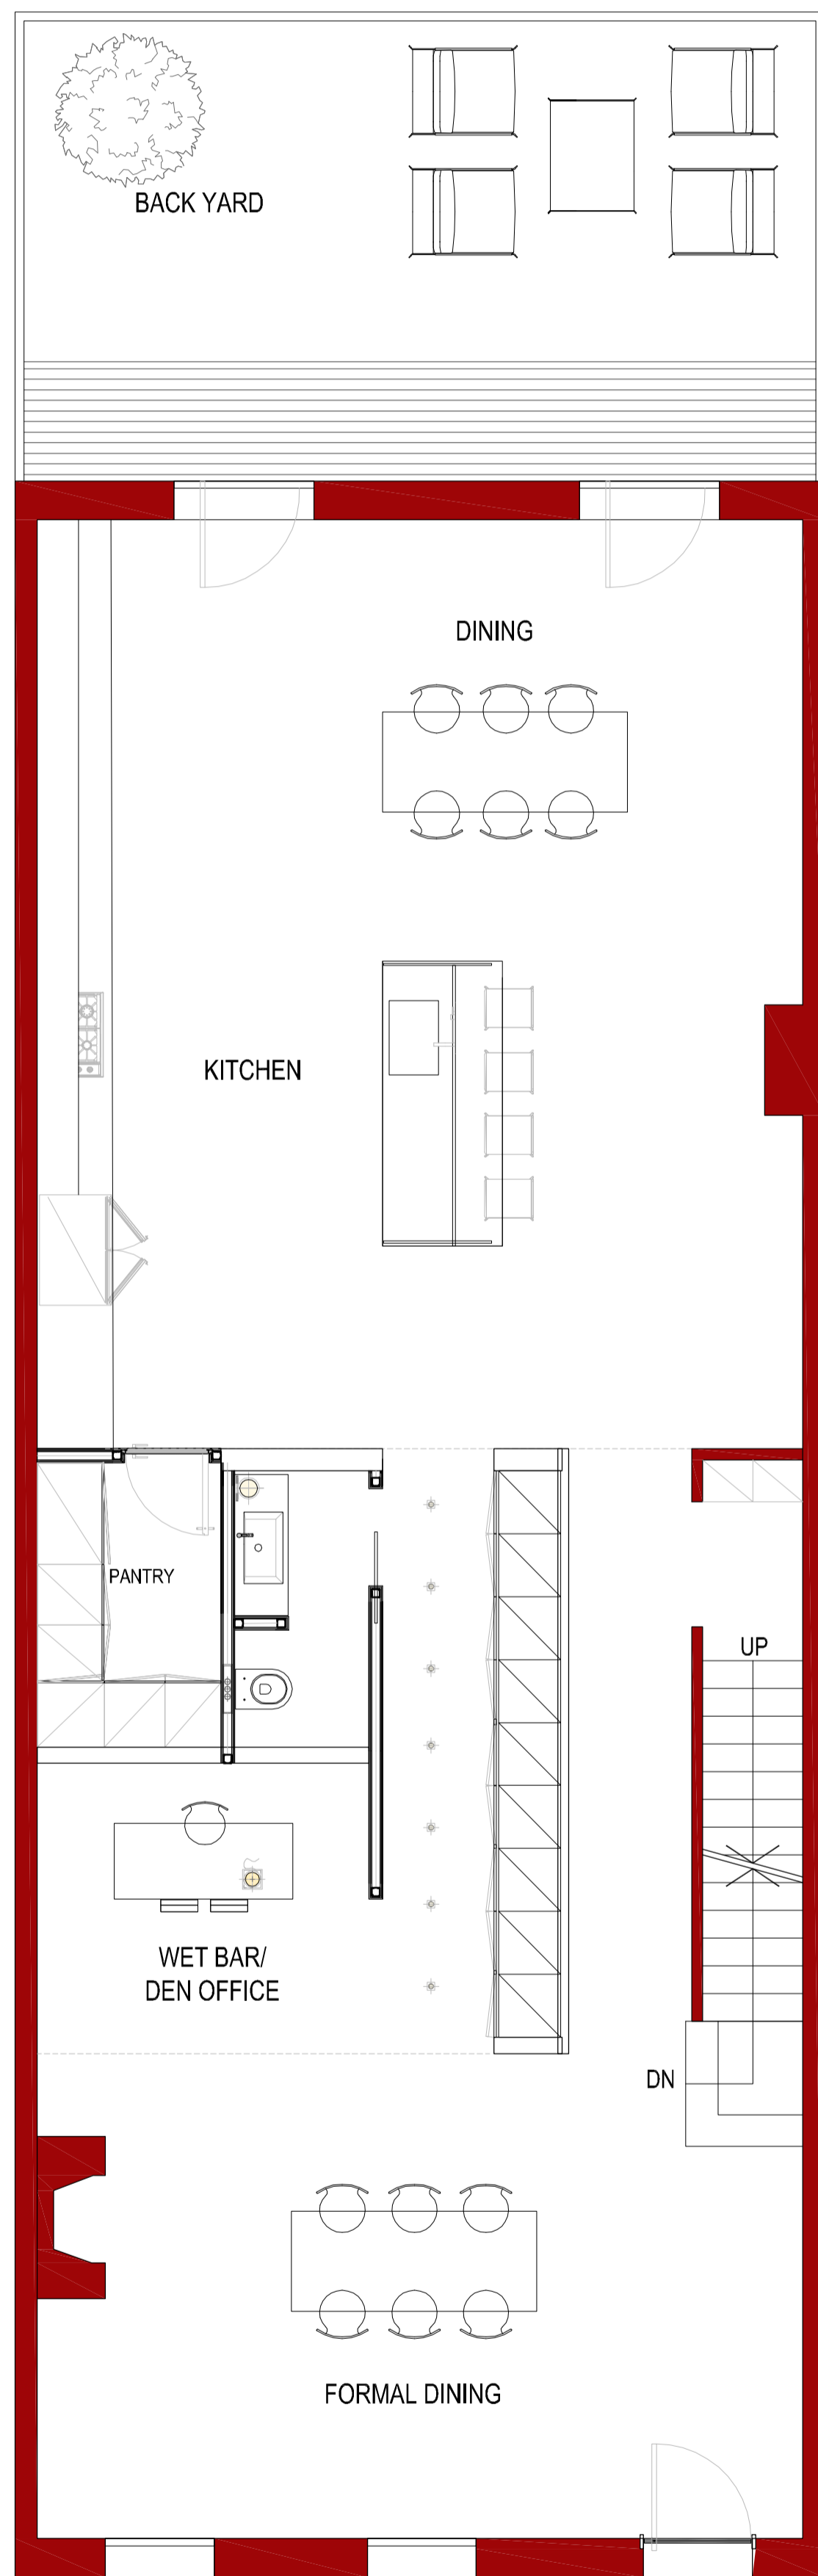 BACK YARD
DINING
KITCHEN
PANTRY
UP
WET BAR/
DEN OFFICE
DN
FORMAL DINING